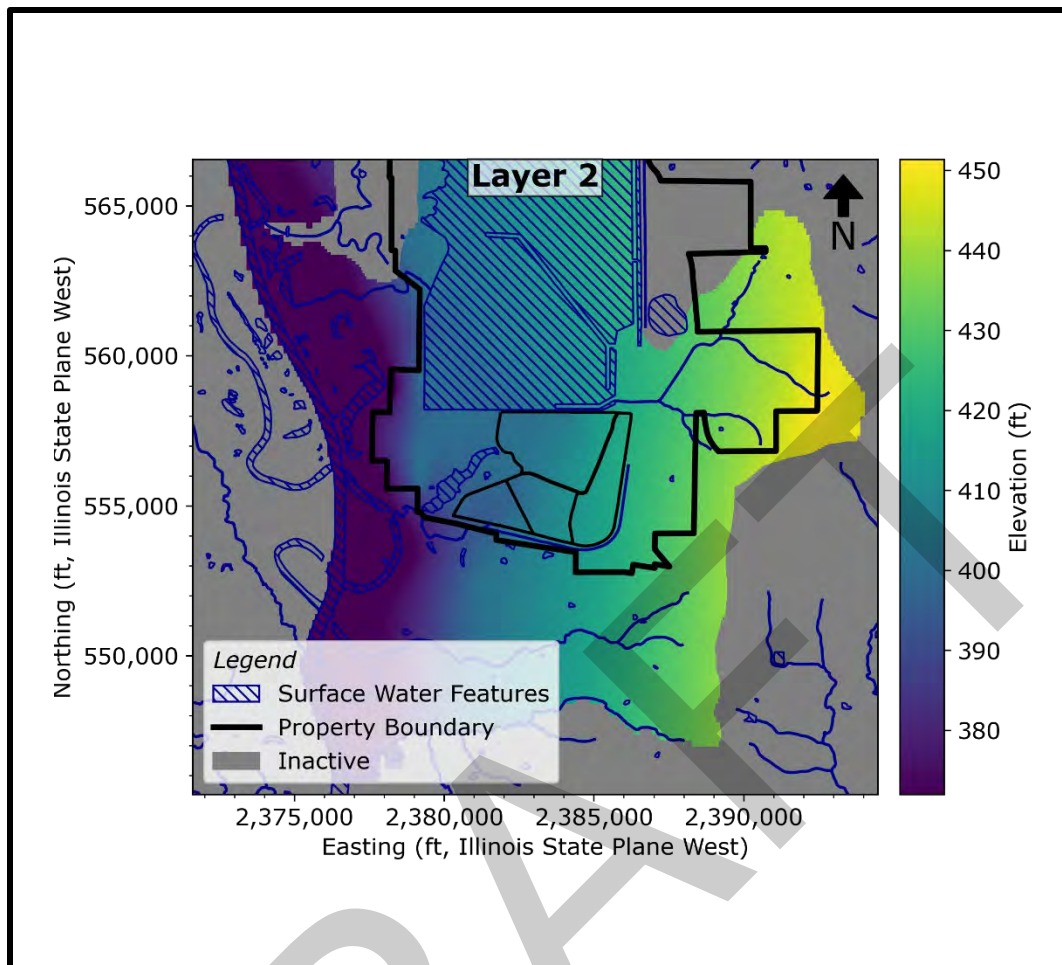 Layer 2
N
565,000
560,000
555,000
550,000
Northing (ft, Illinois State Plane West)
2,375,000
2,380,000
2,385,000
2,390,000
Easting (ft, Illinois State Plane West)
Legend
Surface Water Features
Property Boundary
Inactive
450
440
430
420
410
400
390
380
Elevation (ft)
DRAFT